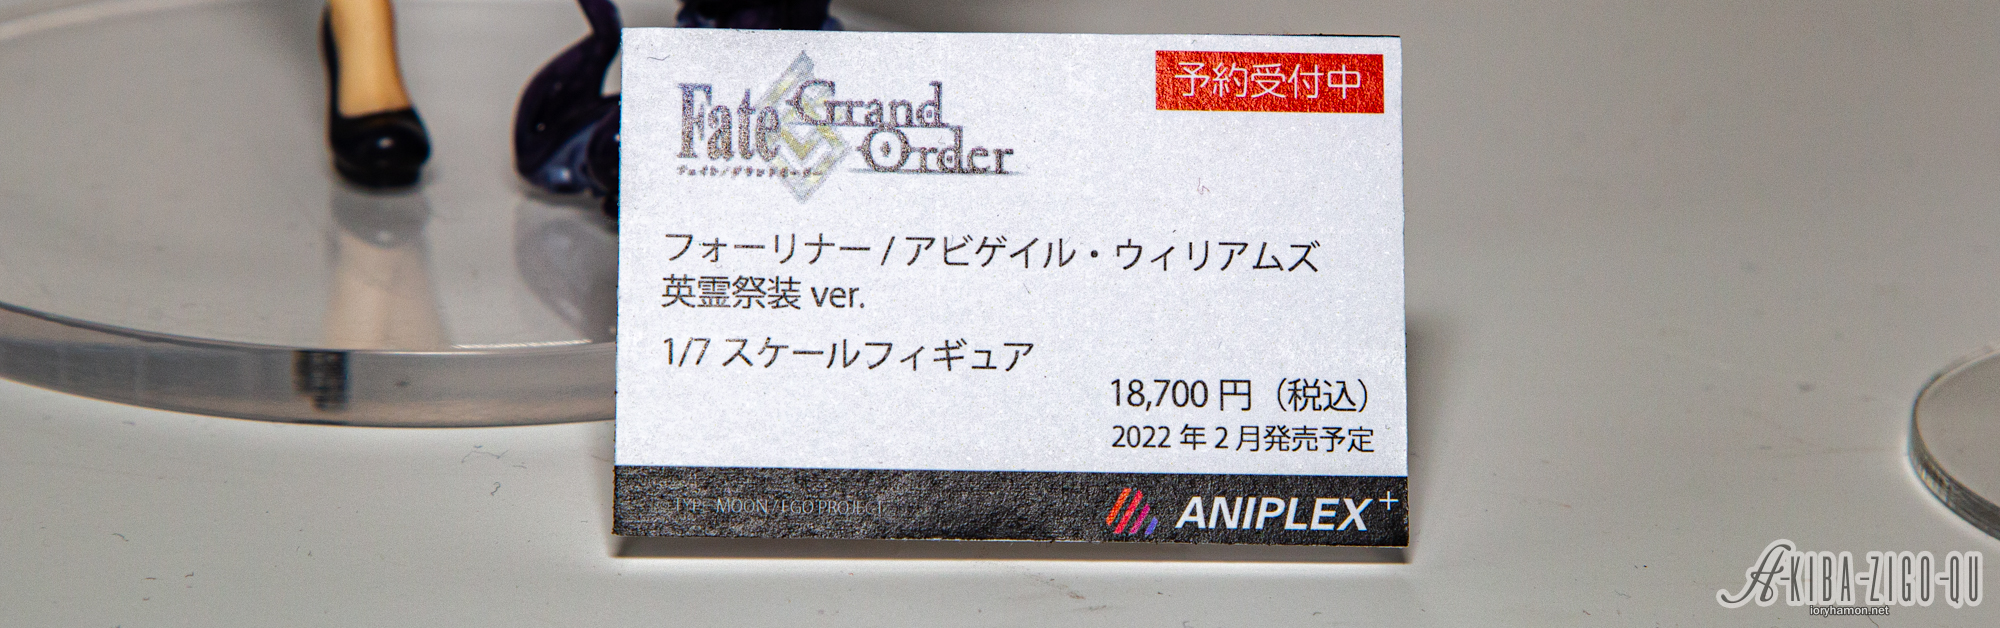 予約受付中
Fate
Grand
Order
フェイト/グランドオーダー
フォーリナー / アビゲイル・ウィリアムズ
英霊祭装 ver.
1/7 スケールフィギュア
18,700 円（税込）
2022 年 2 月発売予定
TYPE-MOON / FGO PROJECT
ANIPLEX+
A-KIBA-ZIGO-QU
ioryhamon.net